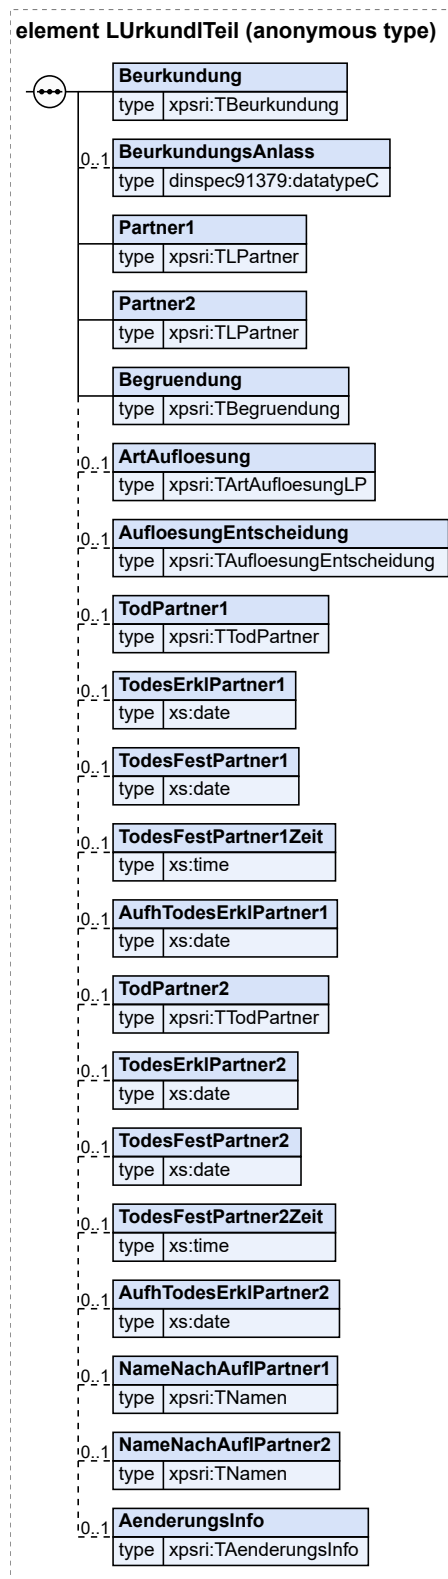 element LUrkundlTeil (anonymous type)
Beurkundung
type xpsri:TBeurkundung
0..1 BeurkundungsAnlass
type dinspec91379:datatypeC
Partner1
type xpsri:TLPartner
Partner2
type xpsri:TLPartner
Begruendung
type xpsri:TBegruendung
0..1 ArtAufloesung
type xpsri:TArtAufloesungLP
0..1 AufloesungEntscheidung
type xpsri:TAufloesungEntscheidung
0..1 TodPartner1
type xpsri:TTodPartner
0..1 TodesErklPartner1
type xs:date
0..1 TodesFestPartner1
type xs:date
0..1 TodesFestPartner1Zeit
type xs:time
0..1 AufhTodesErklPartner1
type xs:date
0..1 TodPartner2
type xpsri:TTodPartner
0..1 TodesErklPartner2
type xs:date
0..1 TodesFestPartner2
type xs:date
0..1 TodesFestPartner2Zeit
type xs:time
0..1 AufhTodesErklPartner2
type xs:date
0..1 NameNachAuflPartner1
type xpsri:TNamen
0..1 NameNachAuflPartner2
type xpsri:TNamen
0..1 AenderungsInfo
type xpsri:TAenderungsInfo